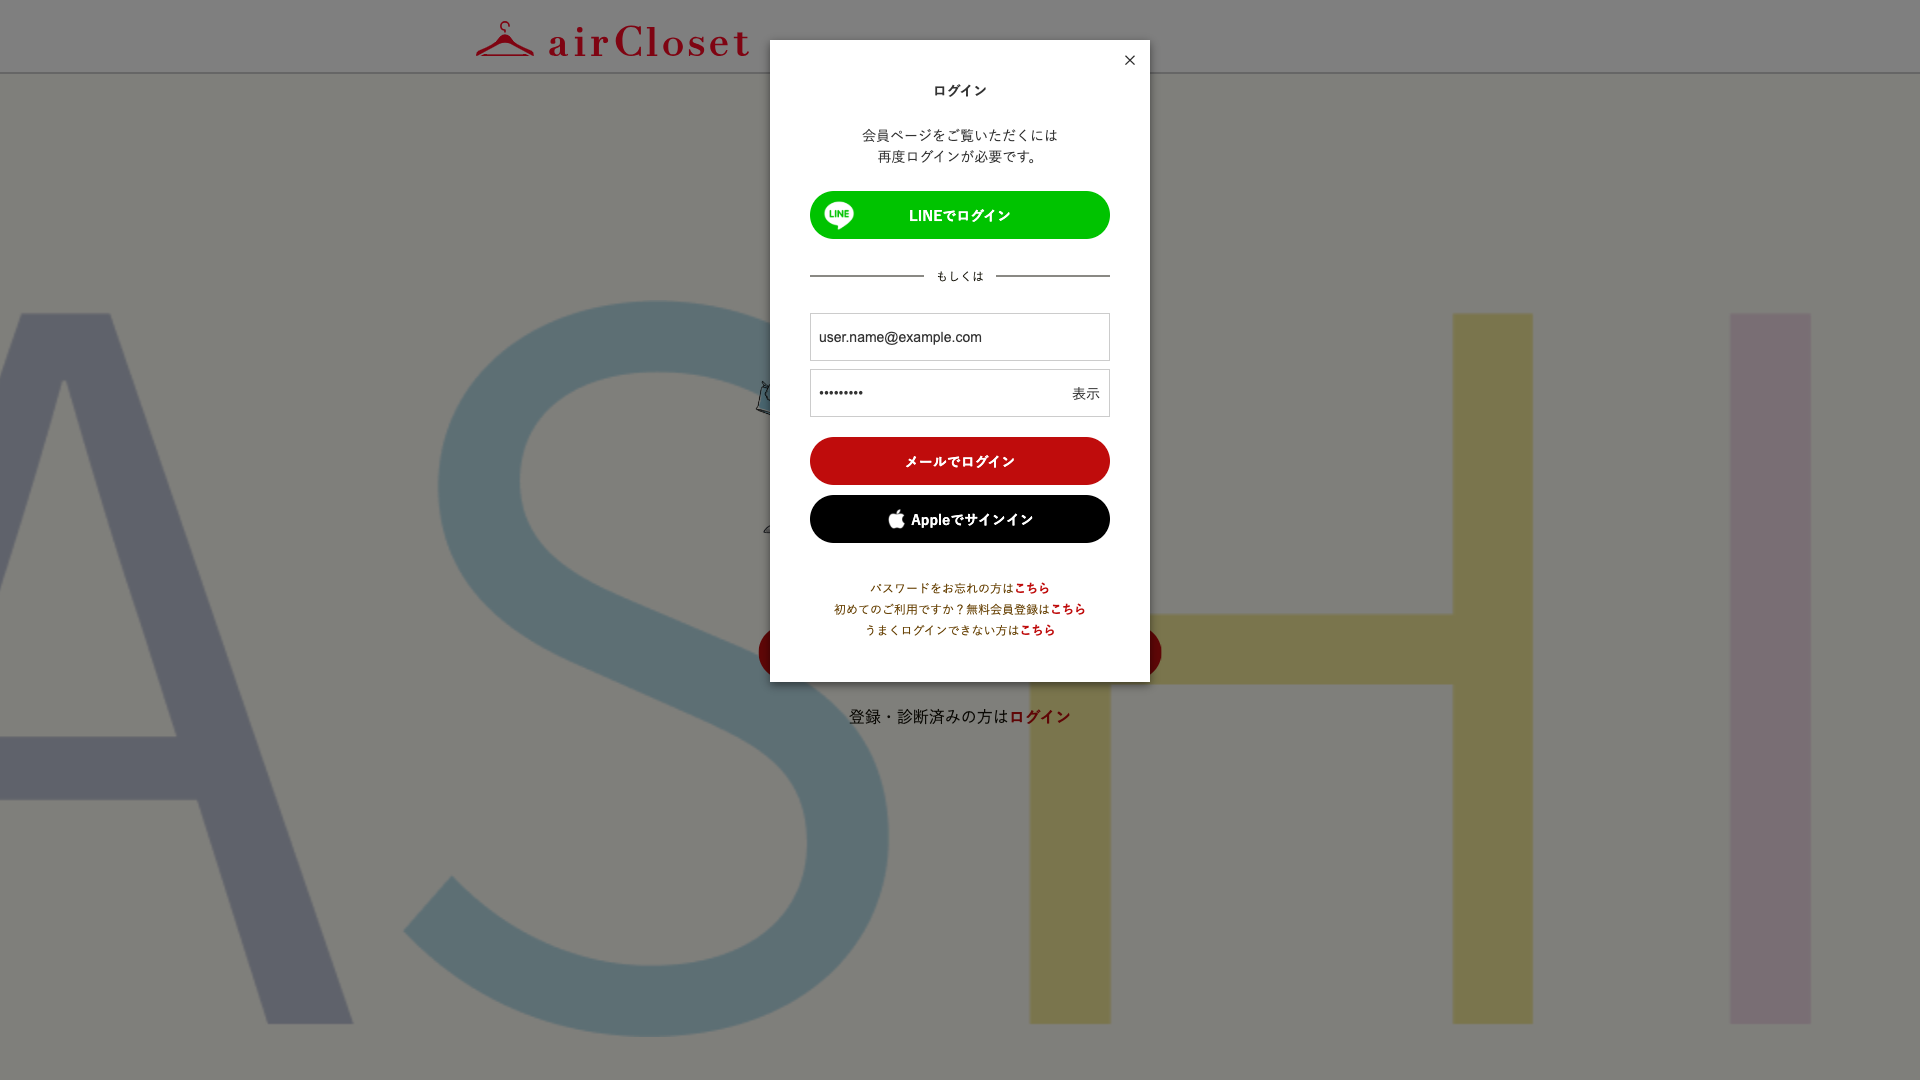 airCloset
×
ログイン
会員ページをご覧いただくには
再度ログインが必要です。
LINE
LINEでログイン
もしくは
user.name@example.com
•••••••••
表示
メールでログイン
Appleでサインイン
パスワードをお忘れの方はこちら
初めてのご利用ですか？無料会員登録はこちら
うまくログインできない方はこちら
登録・診断済みの方はログイン
ASHI